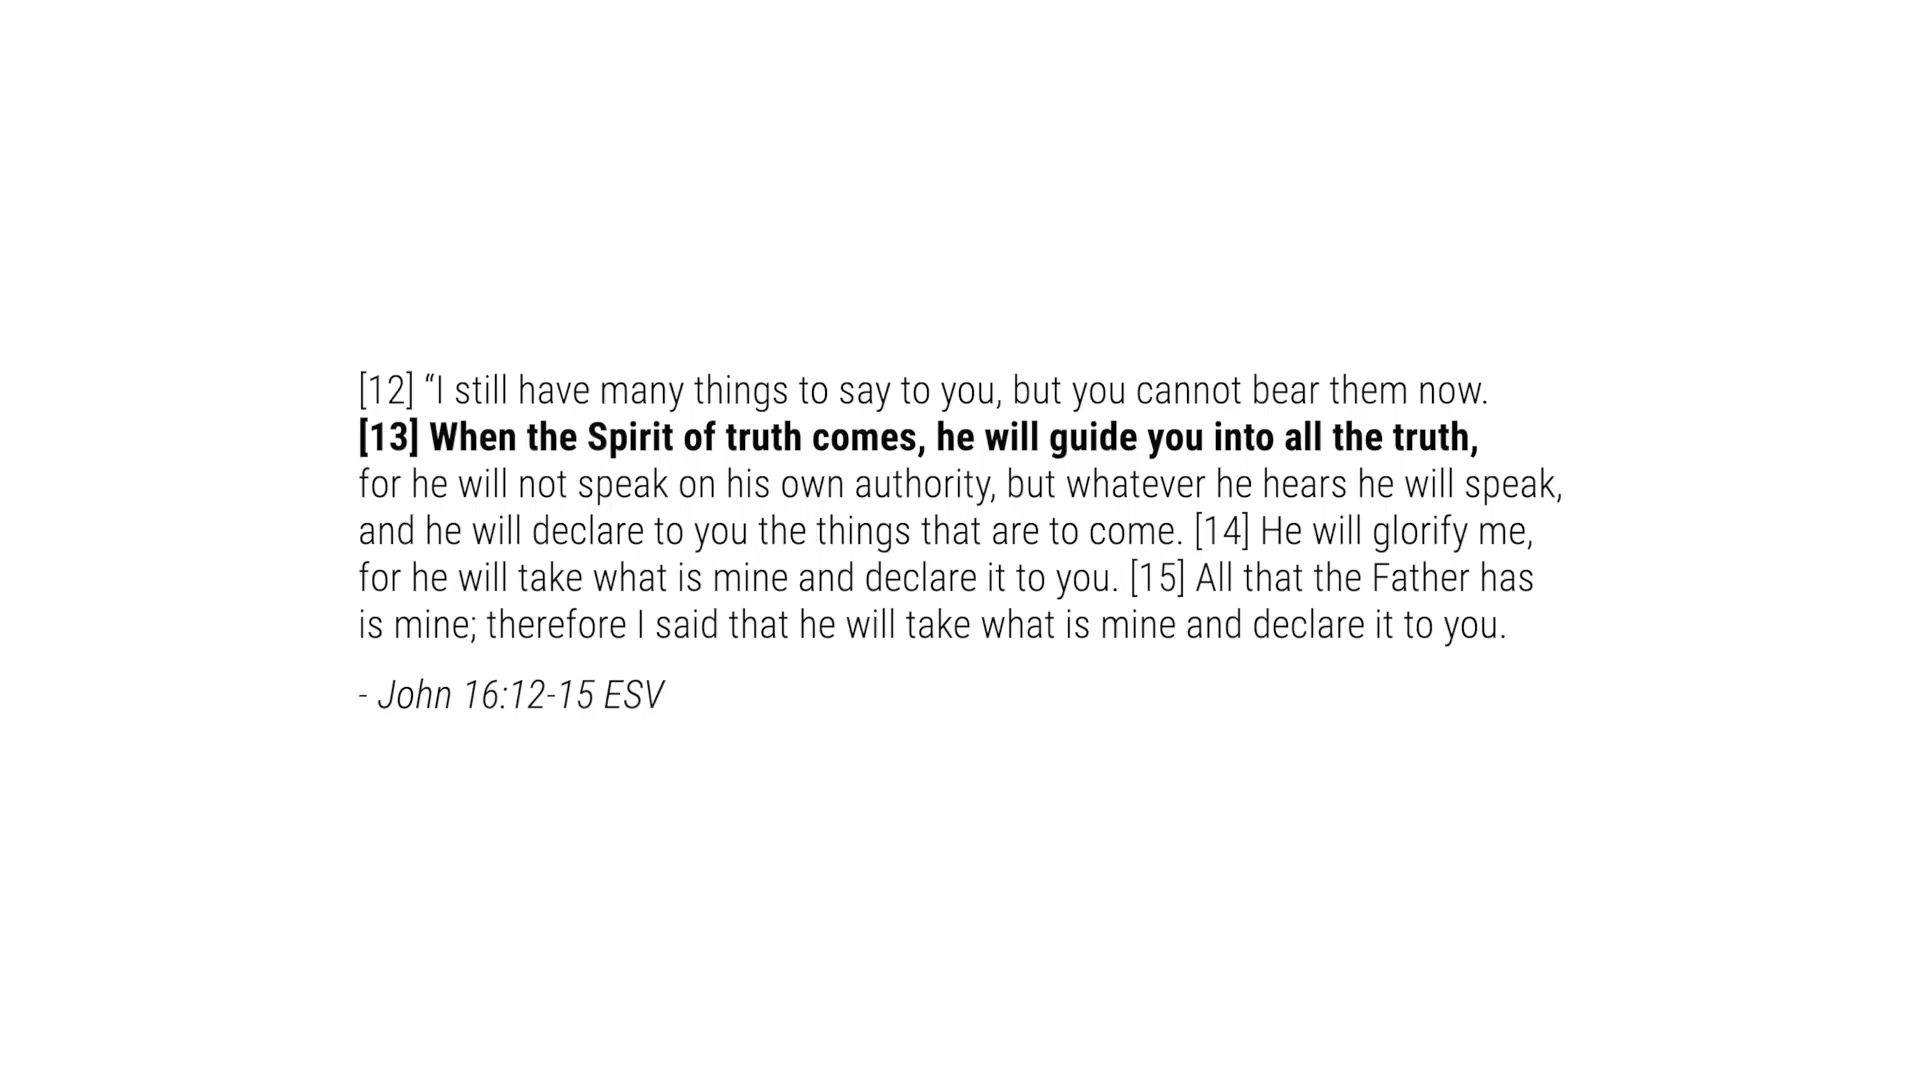 [12] “I still have many things to say to you, but you cannot bear them now.
[13] When the Spirit of truth comes, he will guide you into all the truth,
for he will not speak on his own authority, but whatever he hears he will speak,
and he will declare to you the things that are to come. [14] He will glorify me,
for he will take what is mine and declare it to you. [15] All that the Father has
is mine; therefore I said that he will take what is mine and declare it to you.
- John 16:12-15 ESV